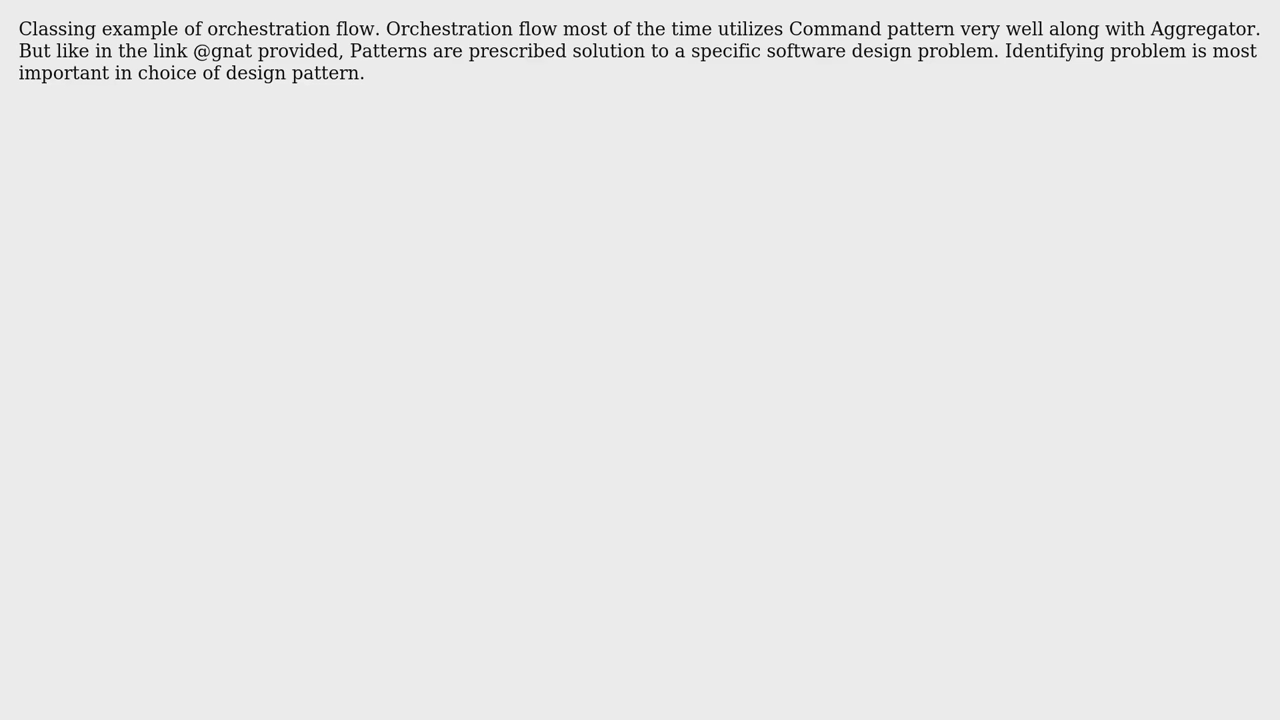 Classing example of orchestration flow. Orchestration flow most of the time utilizes Command pattern very well along with Aggregator.
But like in the link @gnat provided, Patterns are prescribed solution to a specific software design problem. Identifying problem is most
important in choice of design pattern.